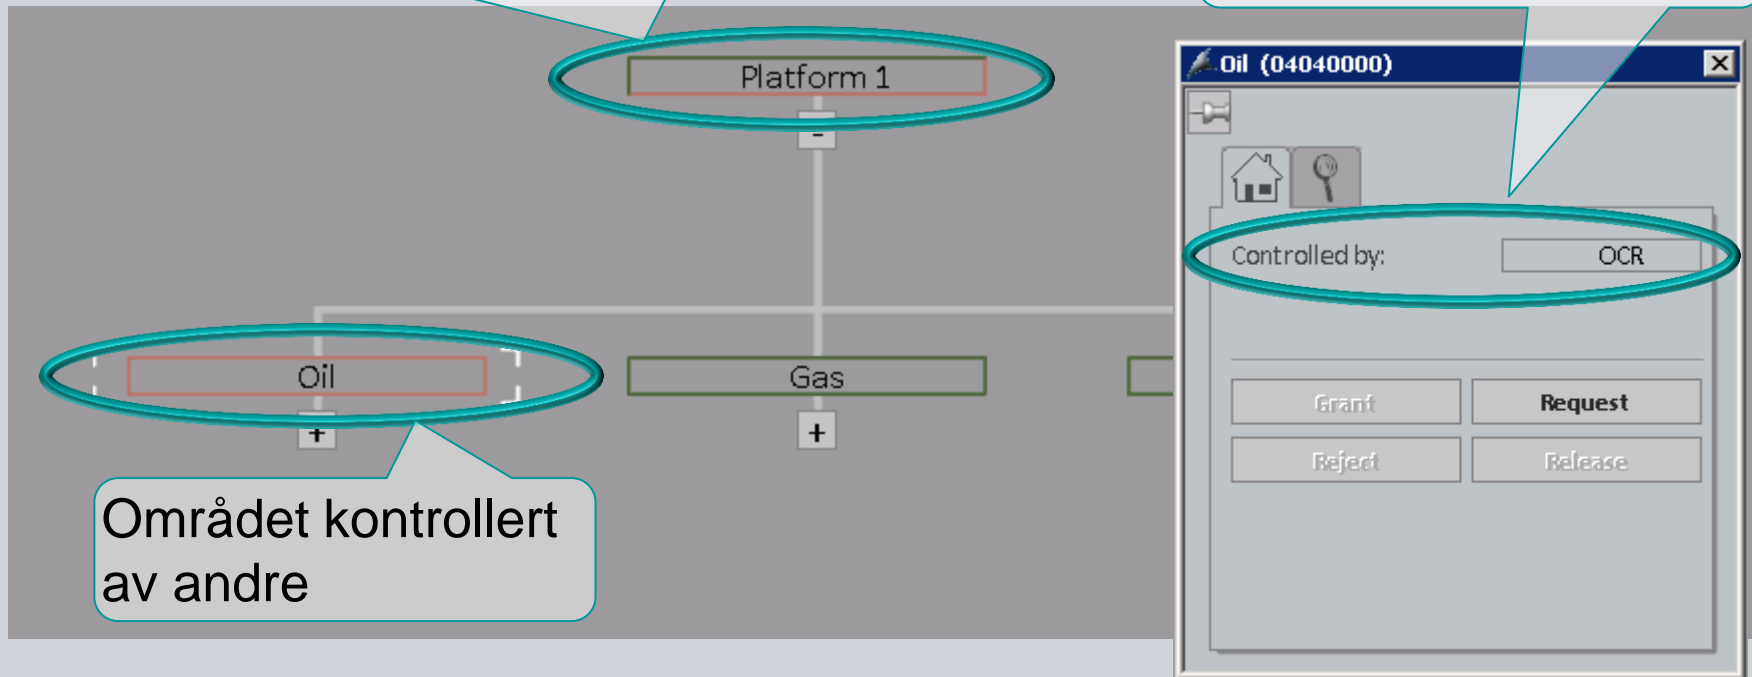 Platform 1
-
Oil
Gas
+
+
Området kontrollert
av andre
Oil (04040000)
Controlled by:
OCR
Grant
Request
Reject
Release